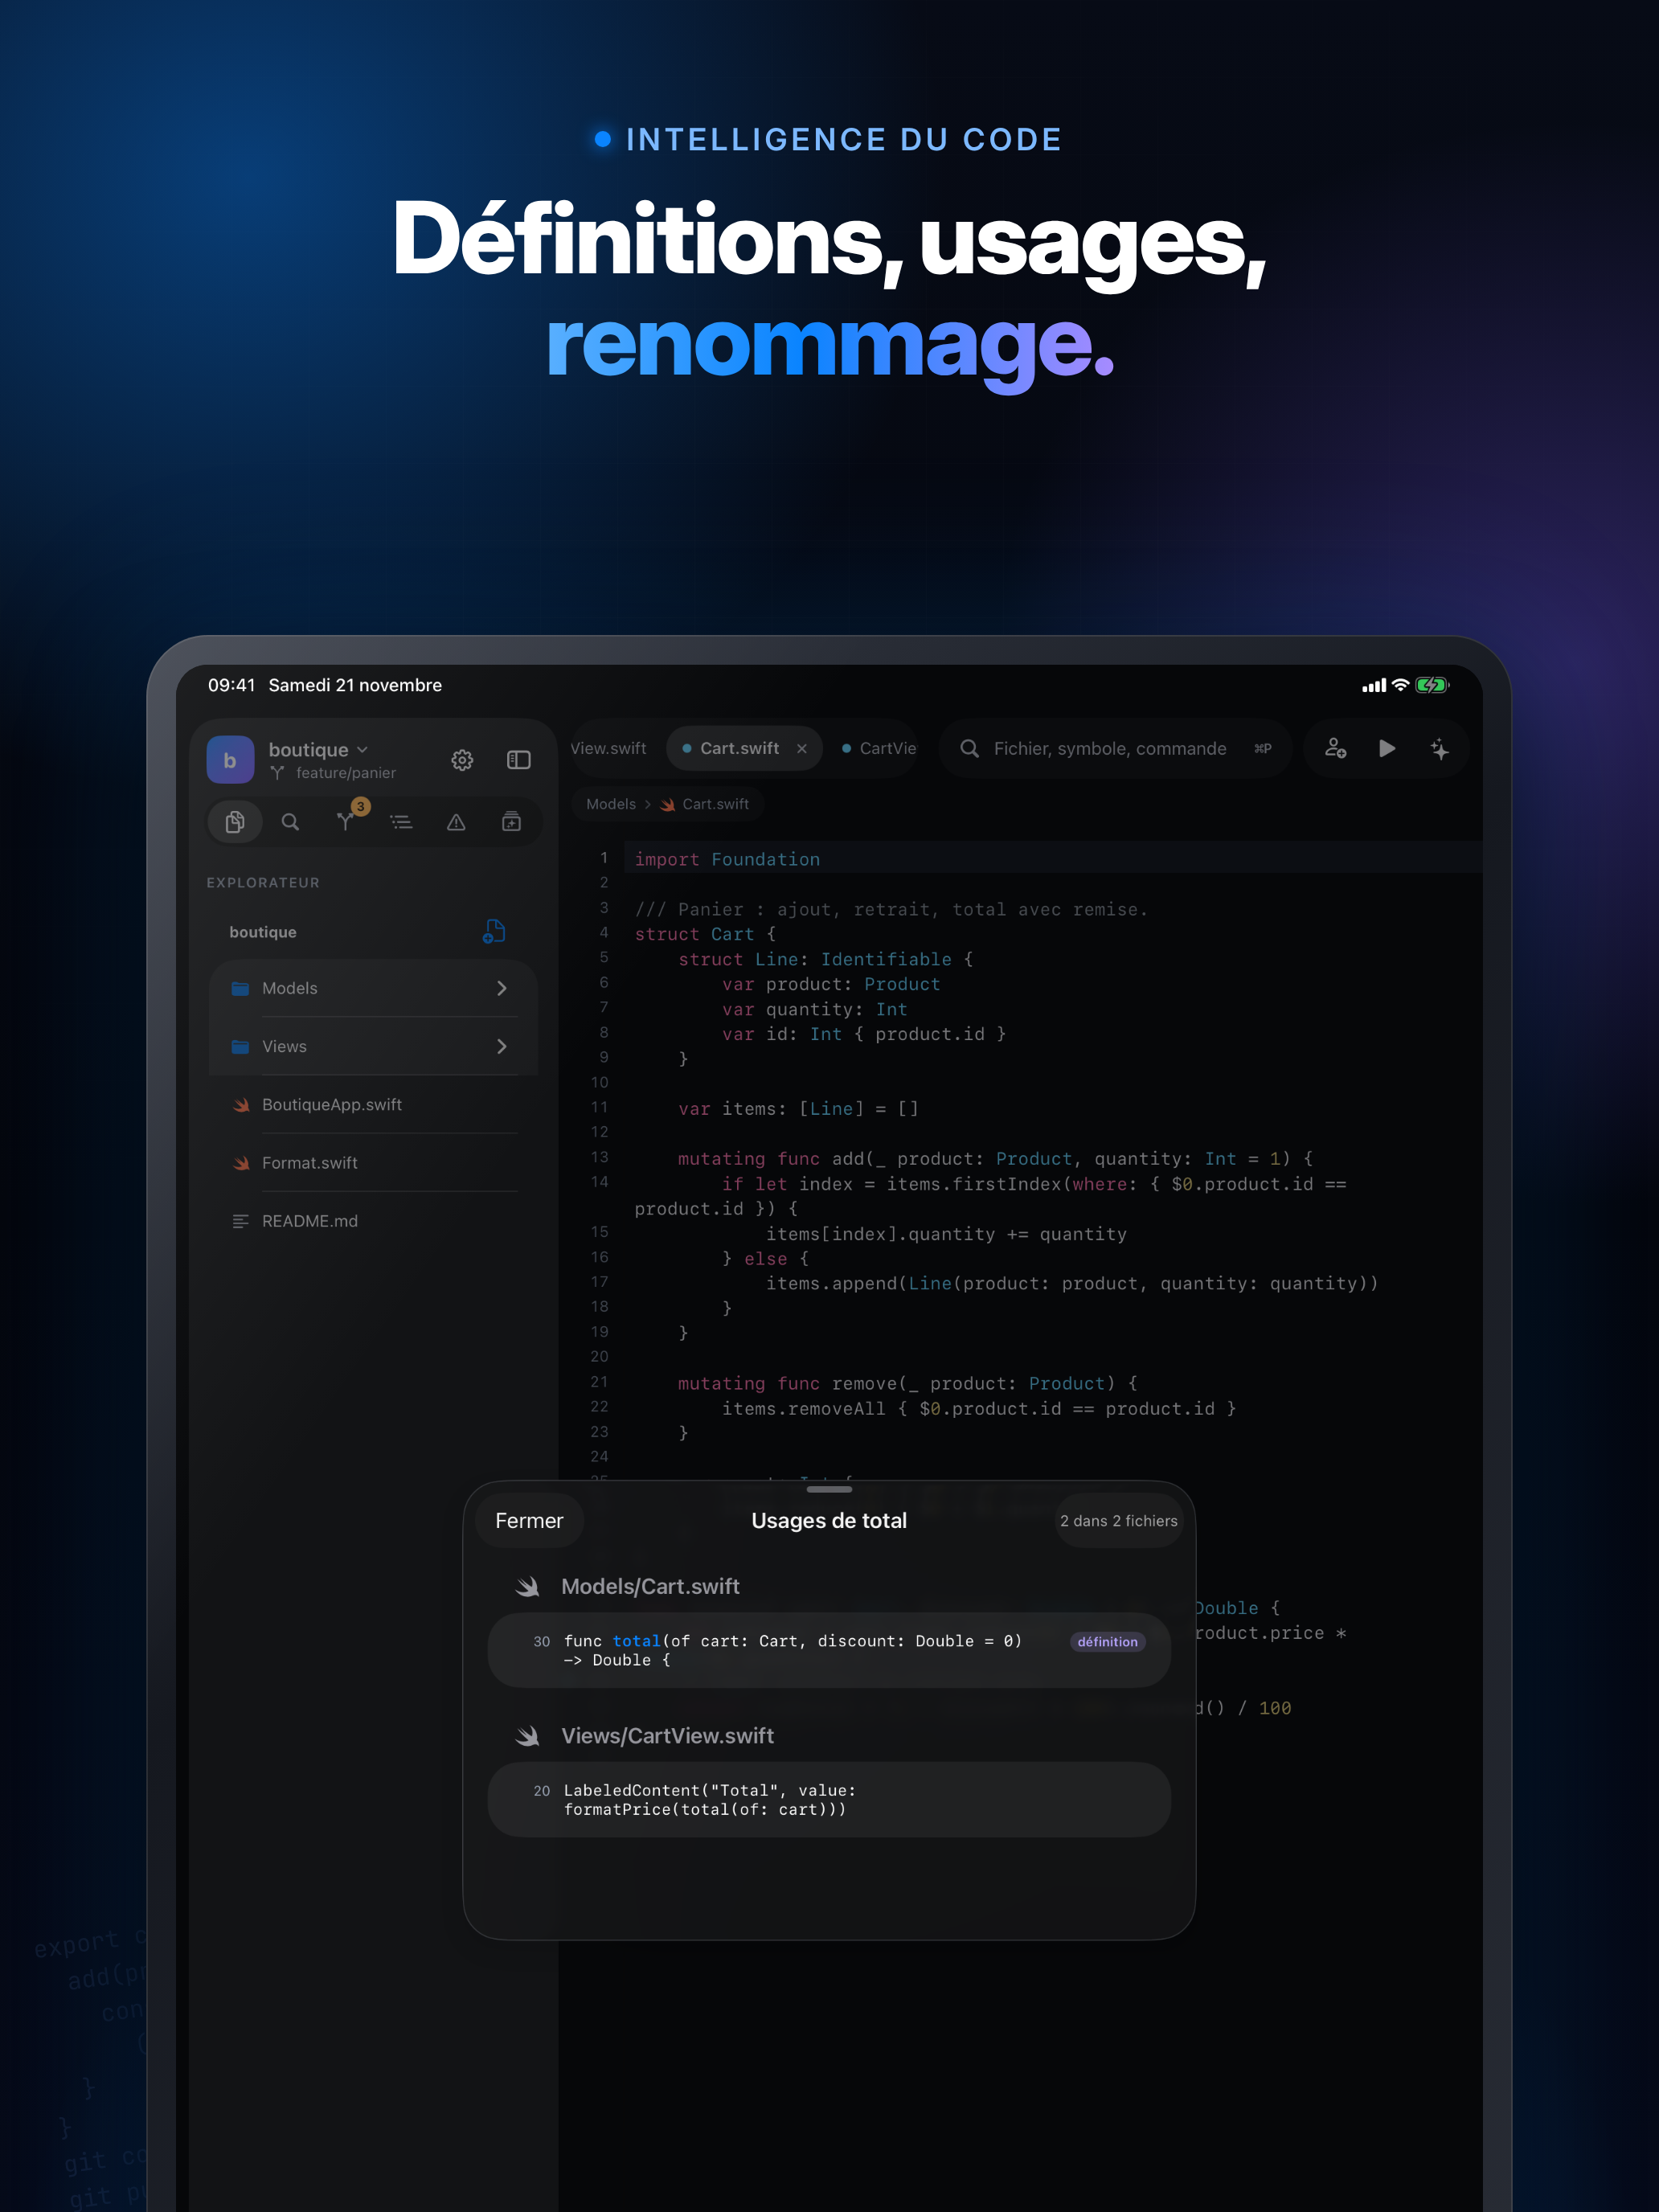 INTELLIGENCE DU CODE
Définitions, usages,
renommage.
09:41 Samedi 21 novembre
b
boutique
feature/panier
3
EXPLORATEUR
boutique
Models
Views
BoutiqueApp.swift
Format.swift
README.md
View.swift
Cart.swift
CartVie
Fichier, symbole, commande ⌘P
Models > Cart.swift
1 import Foundation
2
3 /// Panier : ajout, retrait, total avec remise.
4 struct Cart {
5 struct Line: Identifiable {
6 var product: Product
7 var quantity: Int
8 var id: Int { product.id }
9 }
10
11 var items: [Line] = []
12
13 mutating func add(_ product: Product, quantity: Int = 1) {
14 if let index = items.firstIndex(where: { $0.product.id ==
product.id }) {
15 items[index].quantity += quantity
16 } else {
17 items.append(Line(product: product, quantity: quantity))
18 }
19 }
20
21 mutating func remove(_ product: Product) {
22 items.removeAll { $0.product.id == product.id }
23 }
24
Double {
roduct.price *
d() / 100
Fermer
Usages de total
2 dans 2 fichiers
Models/Cart.swift
30 func total(of cart: Cart, discount: Double = 0)
-> Double {
définition
Views/CartView.swift
20 LabeledContent("Total", value:
formatPrice(total(of: cart)))
export c
add(pr
con
(
}
}
git co
git pu